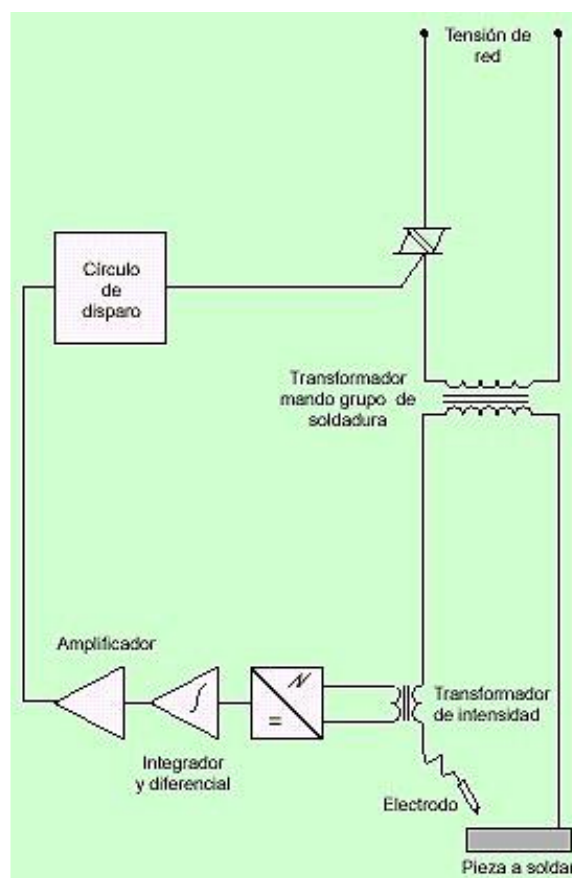 Tensión de
red
Círculo
de
disparo
Transformador
mando grupo de
soldadura
Amplificador
Transformador
de intensidad
=
Integrador
y diferencial
Electrodo
Pieza a soldar